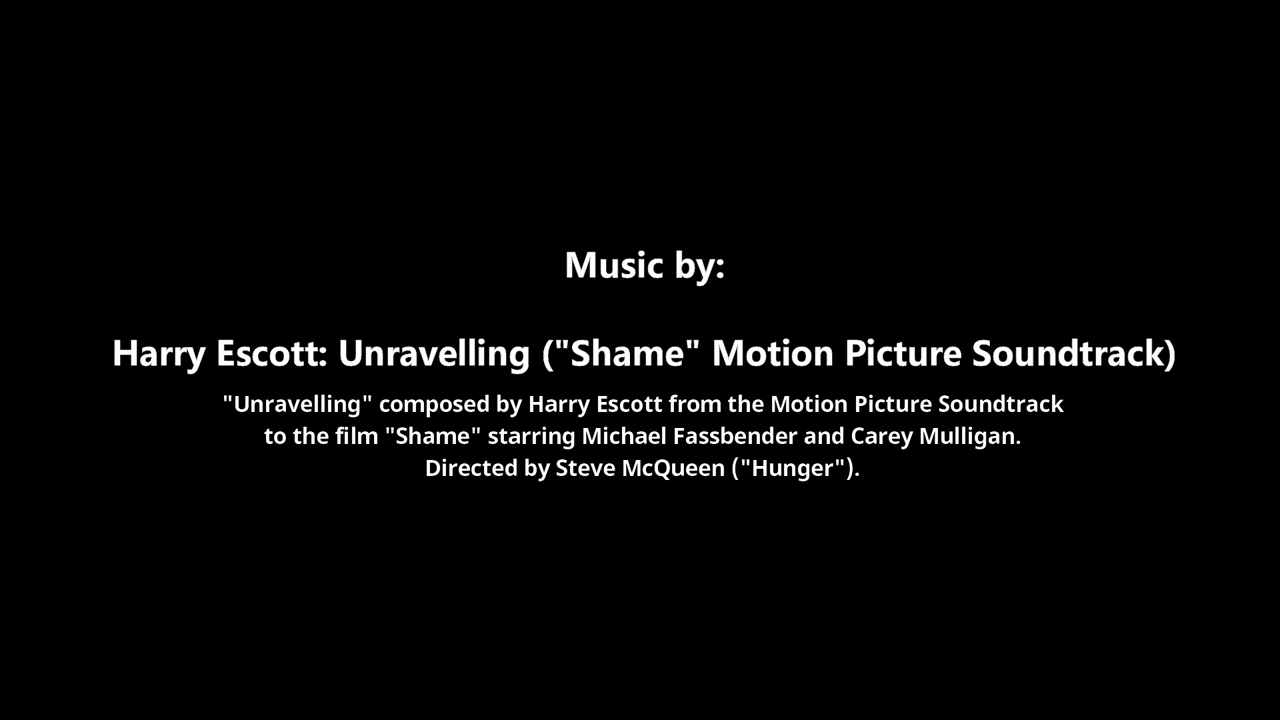 Music by:
Harry Escott: Unravelling ("Shame" Motion Picture Soundtrack)
"Unravelling" composed by Harry Escott from the Motion Picture Soundtrack
to the film "Shame" starring Michael Fassbender and Carey Mulligan.
Directed by Steve McQueen ("Hunger").